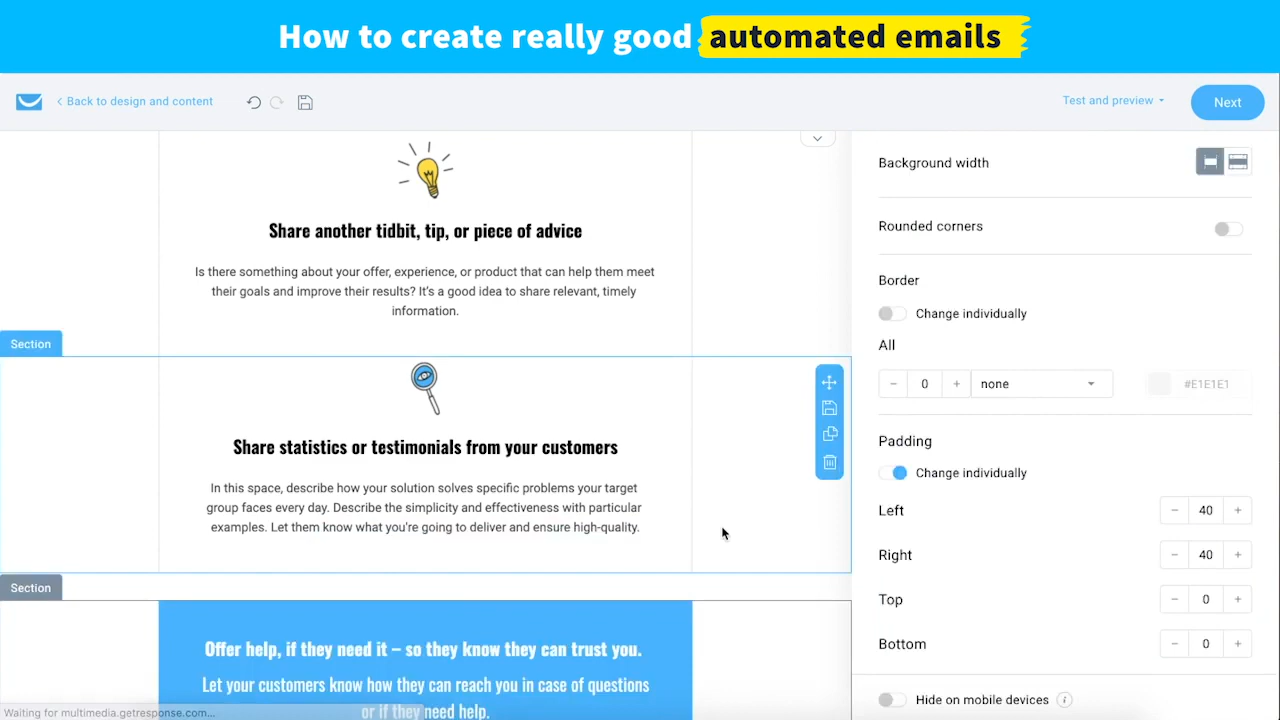 How to create really good automated emails
Back to design and content
Test and preview
Next
Share another tidbit, tip, or piece of advice
Is there something about your offer, experience, or product that can help them meet
their goals and improve their results? It's a good idea to share relevant, timely
information.
Section
Share statistics or testimonials from your customers
In this space, describe how your solution solves specific problems your target
group faces every day. Describe the simplicity and effectiveness with particular
examples. Let them know what you're going to deliver and ensure high-quality.
Section
Offer help, if they need it – so they know they can trust you.
Let your customers know how they can reach you in case of questions
or if they need help.
Waiting for multimedia.getresponse.com...
Background width
Rounded corners
Border
Change individually
All
− 0 + none #E1E1E1
Padding
Change individually
Left − 40 +
Right − 40 +
Top − 0 +
Bottom − 0 +
Hide on mobile devices i